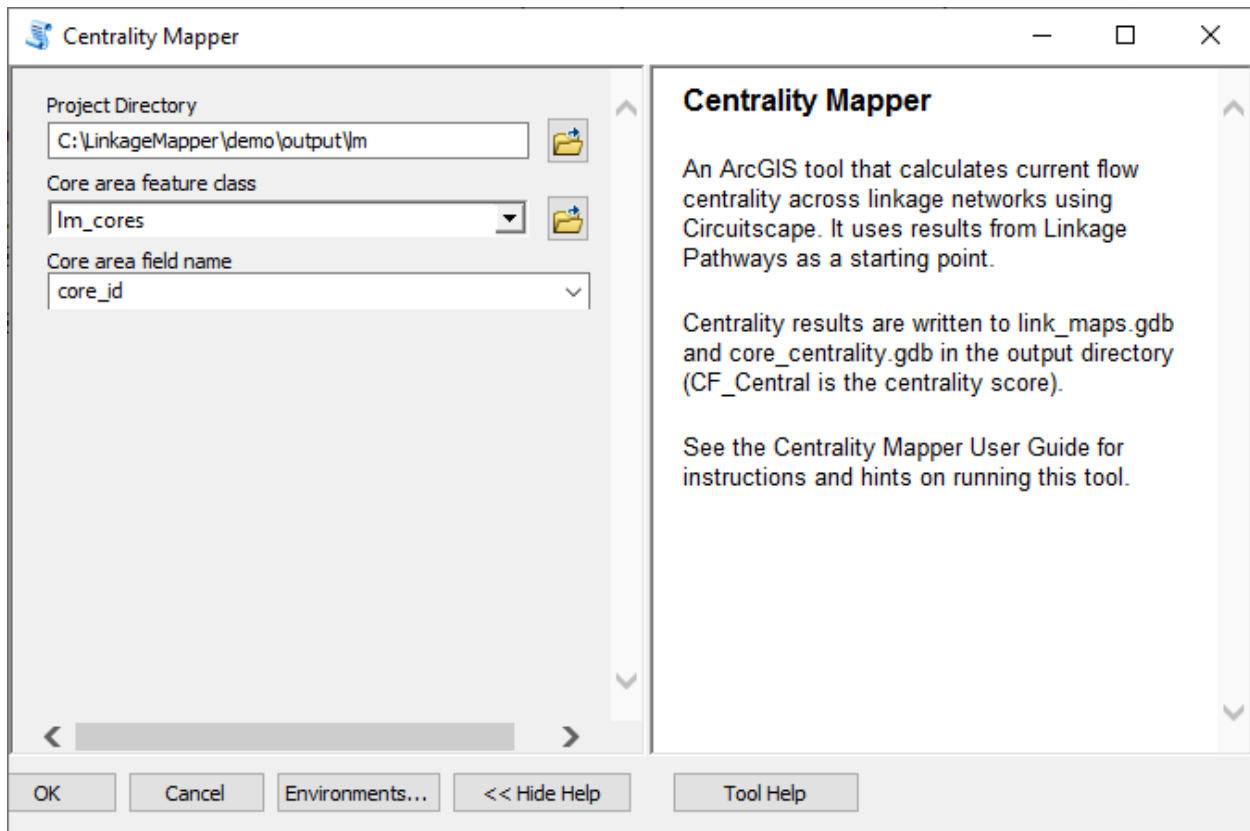 Centrality Mapper
Project Directory
C:\LinkageMapper\demo\output\lm
Core area feature class
lm_cores
Core area field name
core_id
OK
Cancel
Environments...
<< Hide Help
Centrality Mapper
An ArcGIS tool that calculates current flow
centrality across linkage networks using
Circuitscape. It uses results from Linkage
Pathways as a starting point.
Centrality results are written to link_maps.gdb
and core_centrality.gdb in the output directory
(CF_Central is the centrality score).
See the Centrality Mapper User Guide for
instructions and hints on running this tool.
Tool Help